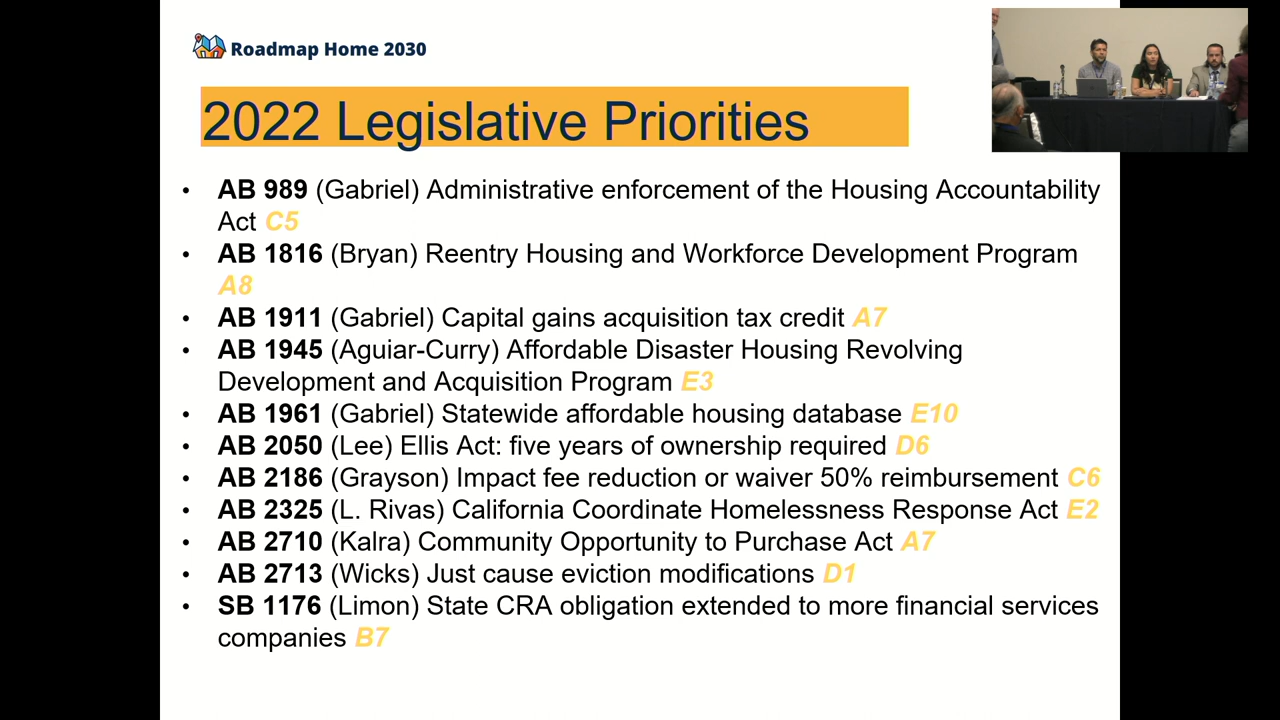 Roadmap Home 2030
2022 Legislative Priorities
• AB 989 (Gabriel) Administrative enforcement of the Housing Accountability
Act C5
• AB 1816 (Bryan) Reentry Housing and Workforce Development Program
A8
• AB 1911 (Gabriel) Capital gains acquisition tax credit A7
• AB 1945 (Aguiar-Curry) Affordable Disaster Housing Revolving
Development and Acquisition Program E3
• AB 1961 (Gabriel) Statewide affordable housing database E10
• AB 2050 (Lee) Ellis Act: five years of ownership required D6
• AB 2186 (Grayson) Impact fee reduction or waiver 50% reimbursement C6
• AB 2325 (L. Rivas) California Coordinate Homelessness Response Act E2
• AB 2710 (Kalra) Community Opportunity to Purchase Act A7
• AB 2713 (Wicks) Just cause eviction modifications D1
• SB 1176 (Limon) State CRA obligation extended to more financial services
companies B7